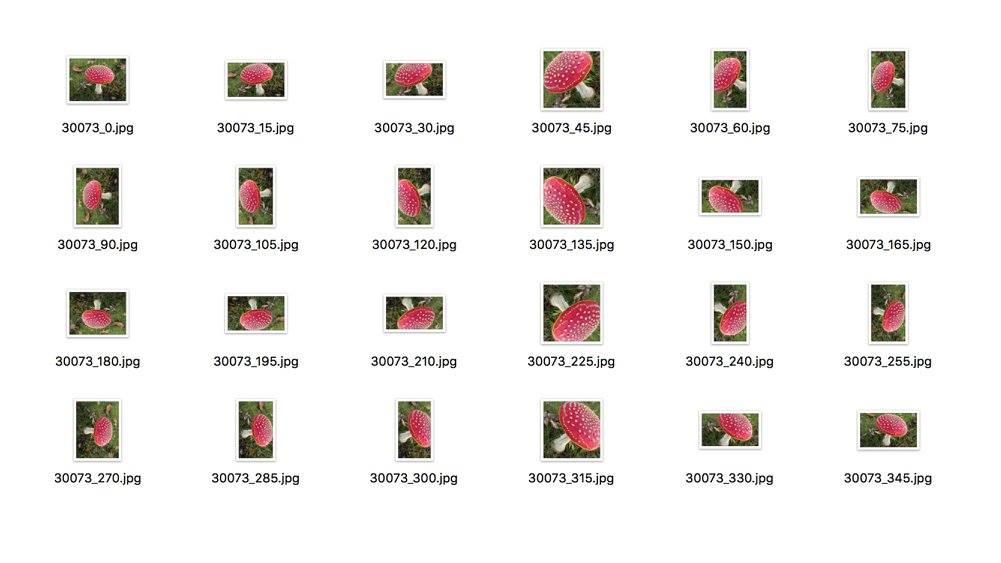 30073_0.jpg 30073_15.jpg 30073_30.jpg 30073_45.jpg 30073_60.jpg 30073_75.jpg
30073_90.jpg 30073_105.jpg 30073_120.jpg 30073_135.jpg 30073_150.jpg 30073_165.jpg
30073_180.jpg 30073_195.jpg 30073_210.jpg 30073_225.jpg 30073_240.jpg 30073_255.jpg
30073_270.jpg 30073_285.jpg 30073_300.jpg 30073_315.jpg 30073_330.jpg 30073_345.jpg